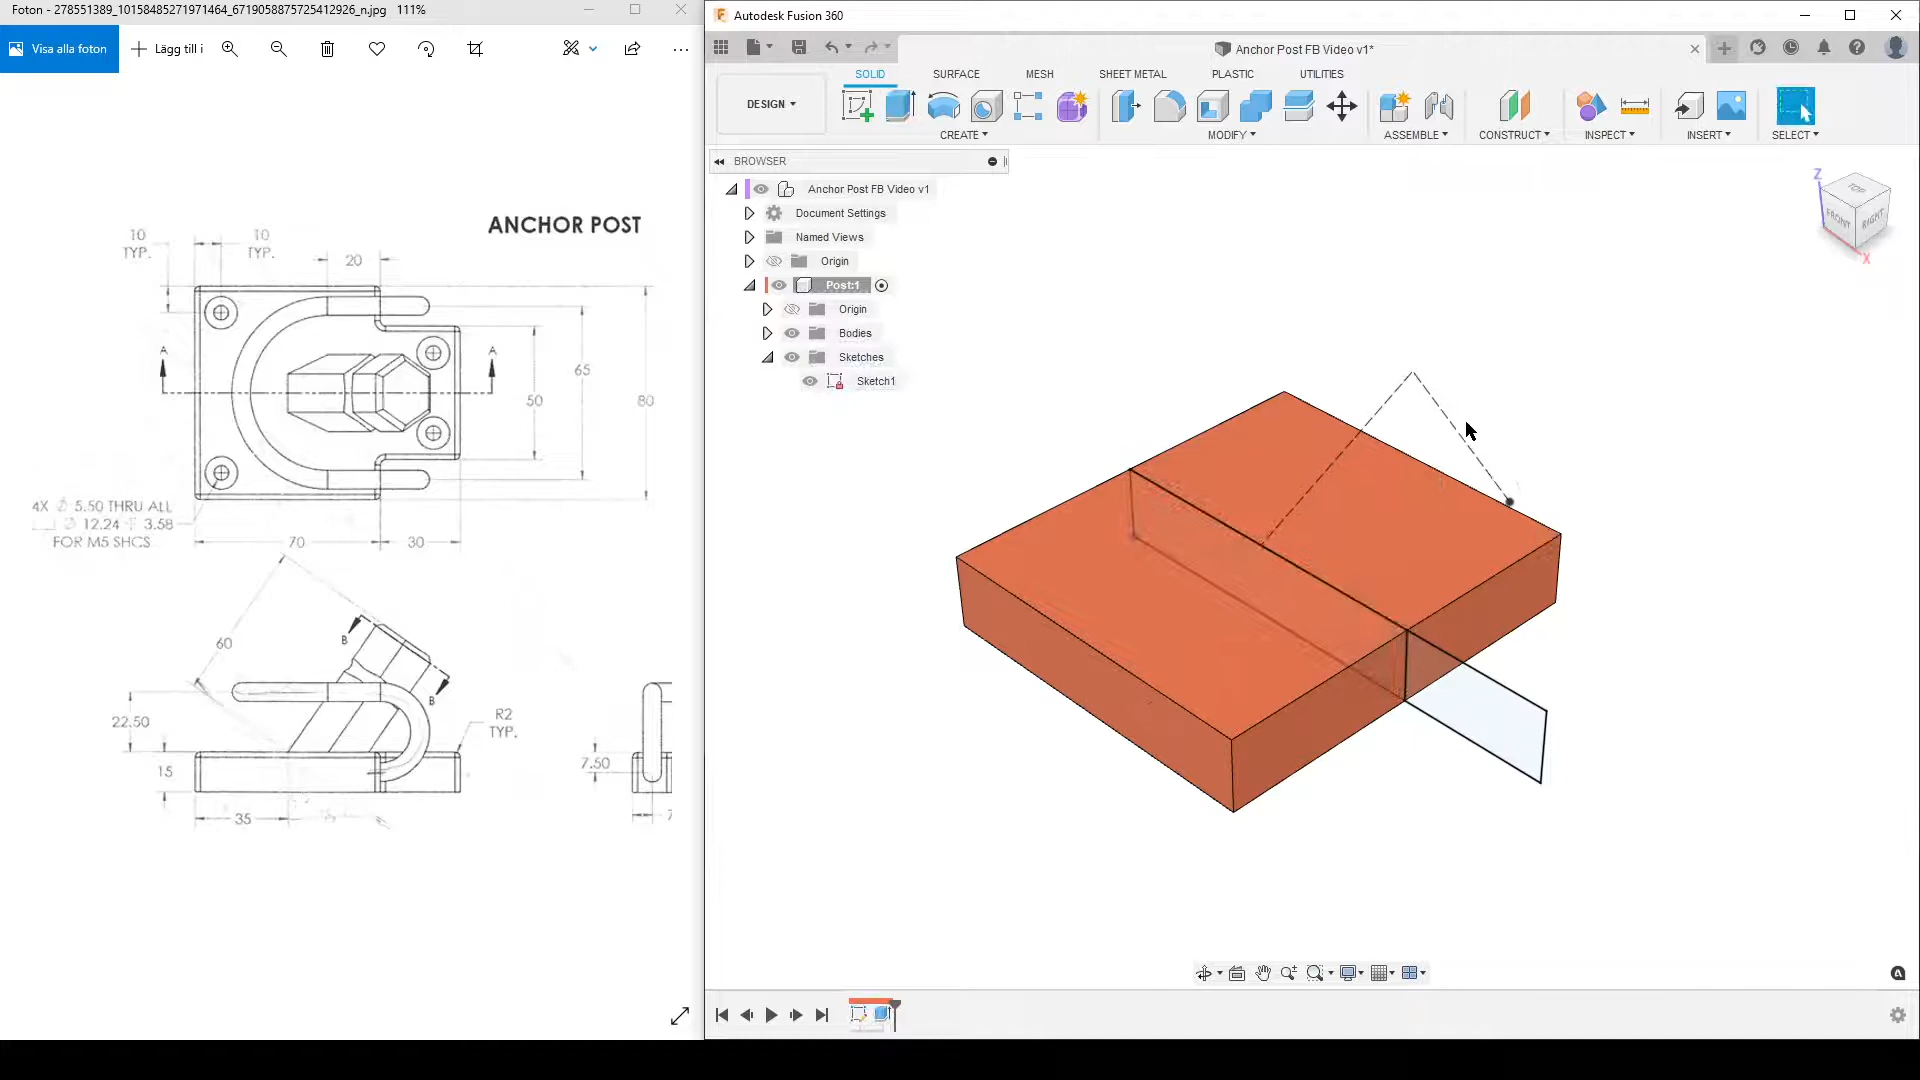 Foton - 278551389_10158485271971464_6719058875725412926_n.jpg 111%
Visa alla foton
Lägg till i
ANCHOR POST
10
TYP.
10
TYP.
20
A
A
65
50
80
4X Ø 5.50 THRU ALL
Ø 12.24 3.58
FOR M5 SHCS
70
30
60
B
B
22.50
R2
TYP.
15
7.50
35
7
Autodesk Fusion 360
Anchor Post FB Video v1*
SOLID
SURFACE
MESH
SHEET METAL
PLASTIC
UTILITIES
DESIGN
CREATE
MODIFY
ASSEMBLE
CONSTRUCT
INSPECT
INSERT
SELECT
BROWSER
Anchor Post FB Video v1
Document Settings
Named Views
Origin
Post:1
Origin
Bodies
Sketches
Sketch1
Z
TOP
FRONT
RIGHT
X